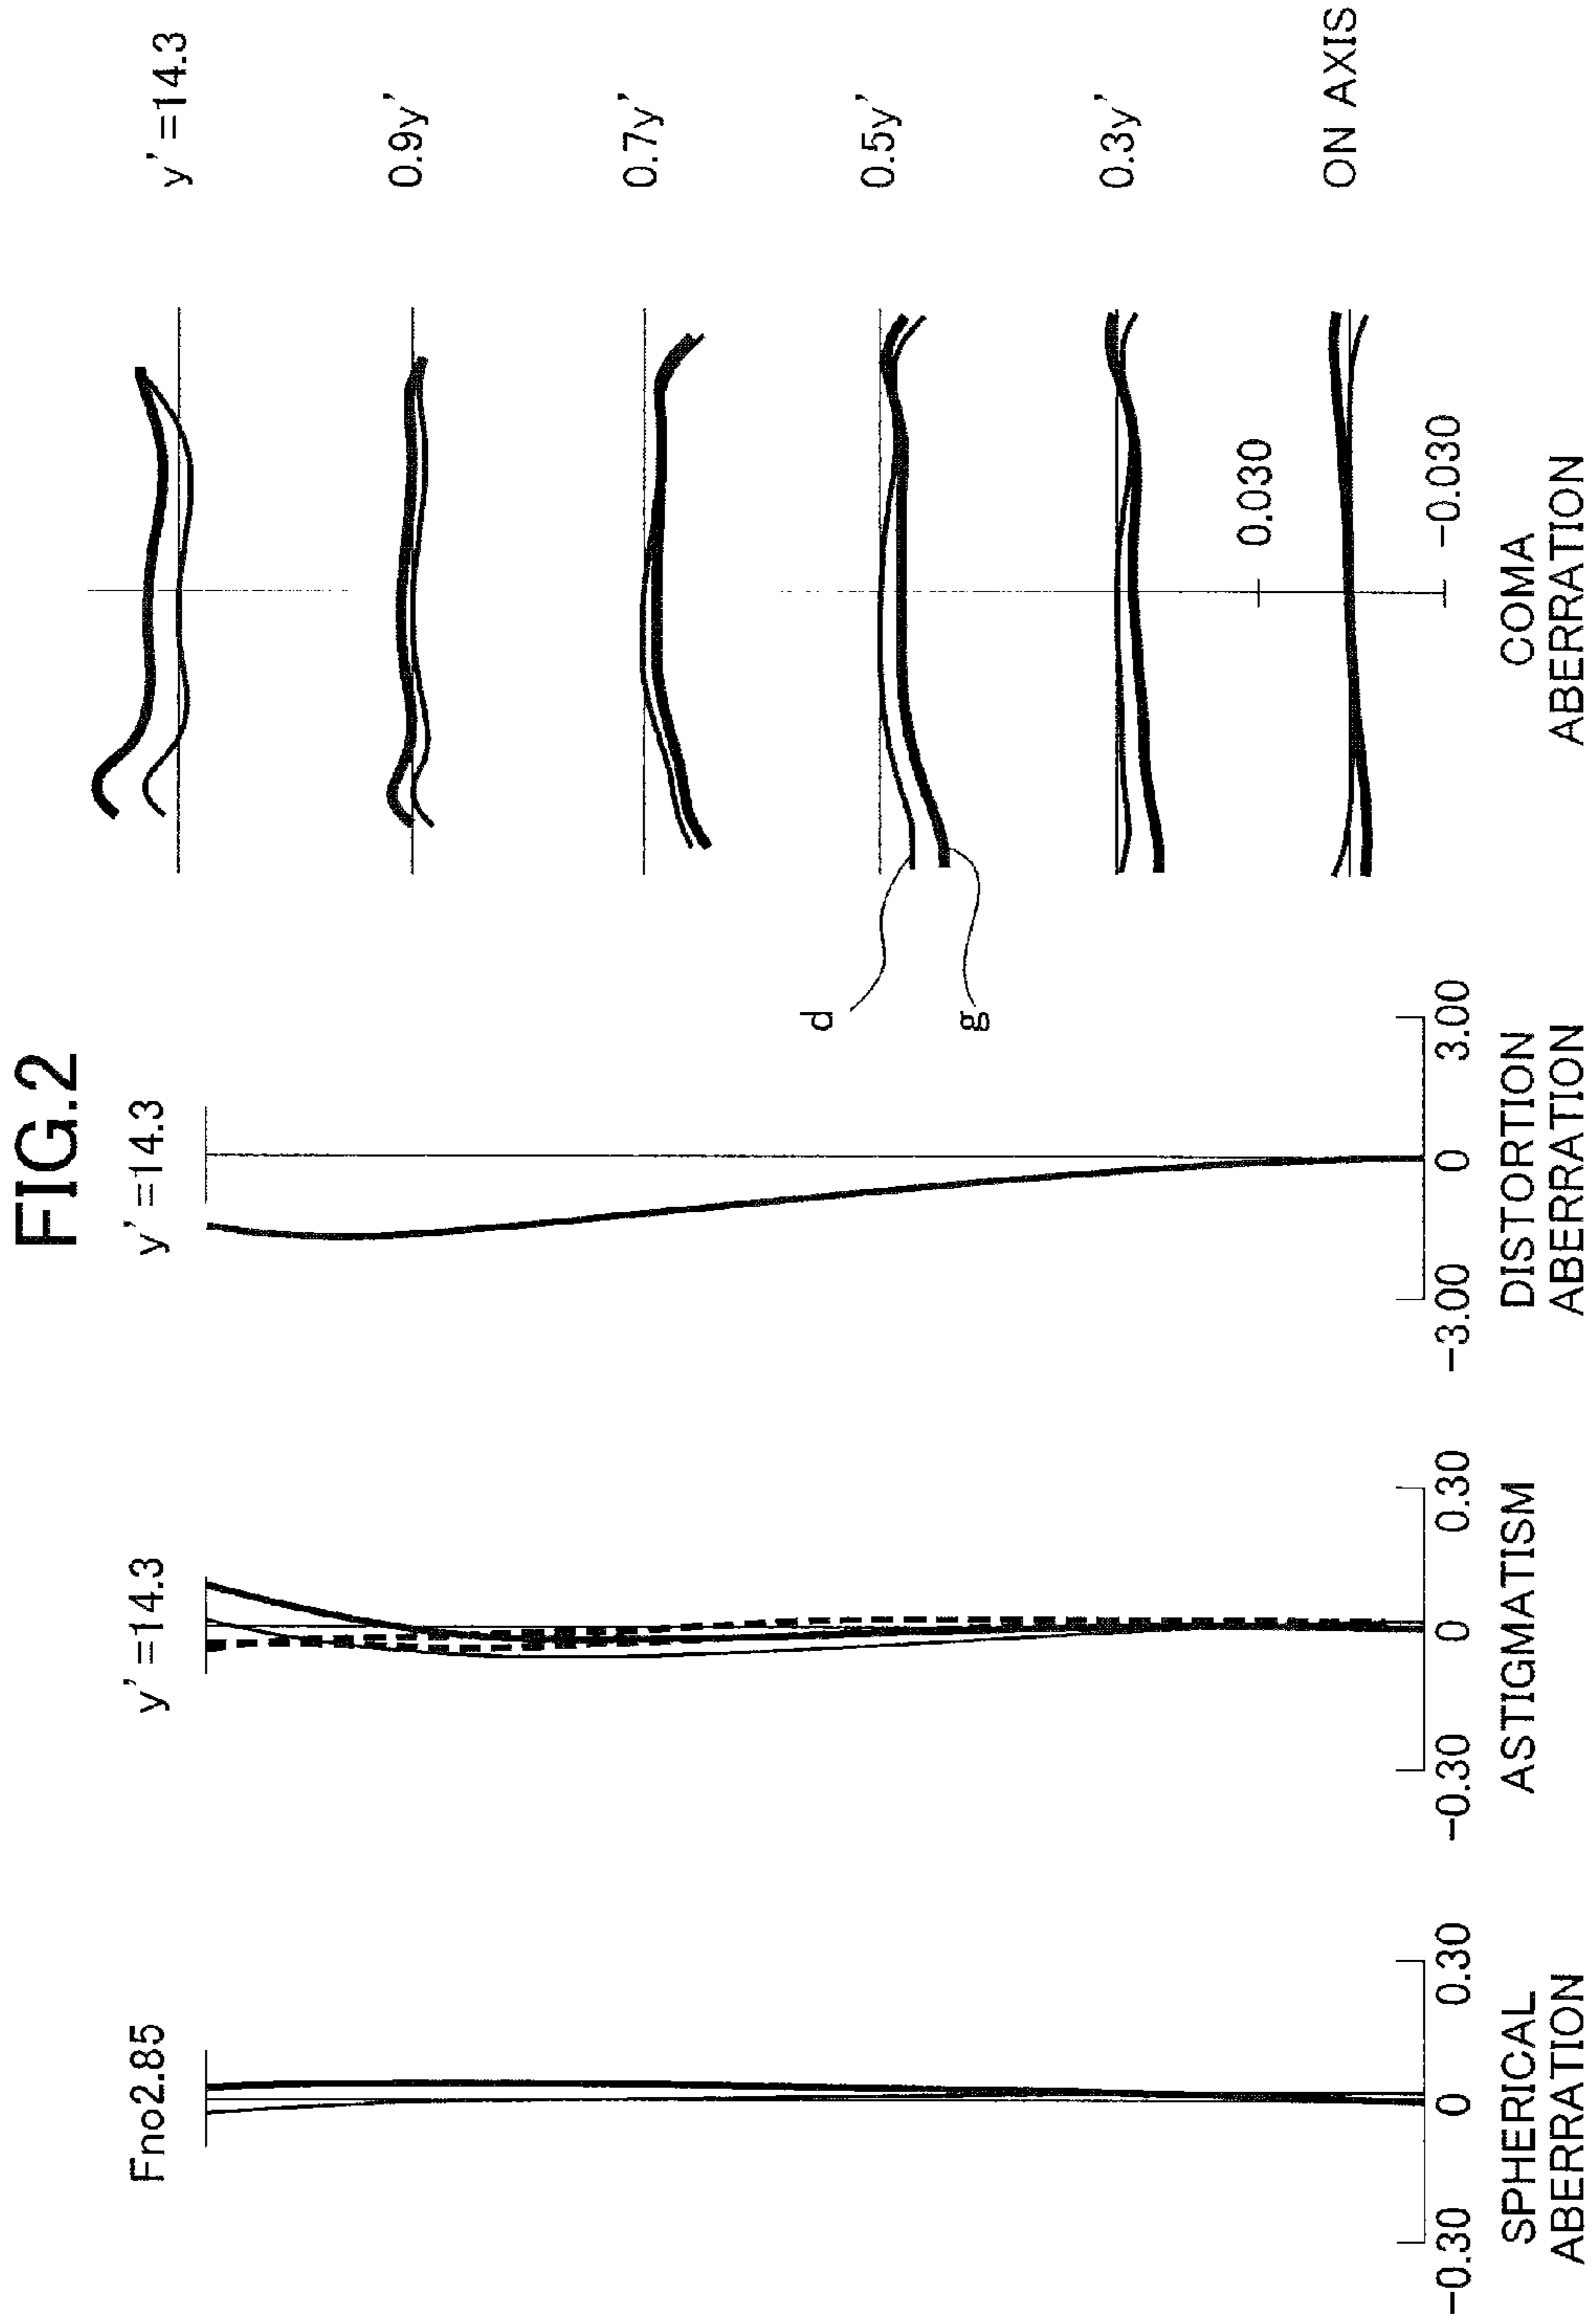 FIG.2
Fno2.85
-0.30 0 0.30
SPHERICAL
ABERRATION
y'=14.3
-0.30 0 0.30
ASTIGMATISM
y'=14.3
-3.00 0 3.00
DISTORTION
ABERRATION
y'=14.3
0.9y'
0.7y'
0.5y'
d
g
0.3y'
0.030
ON AXIS
-0.030
COMA
ABERRATION